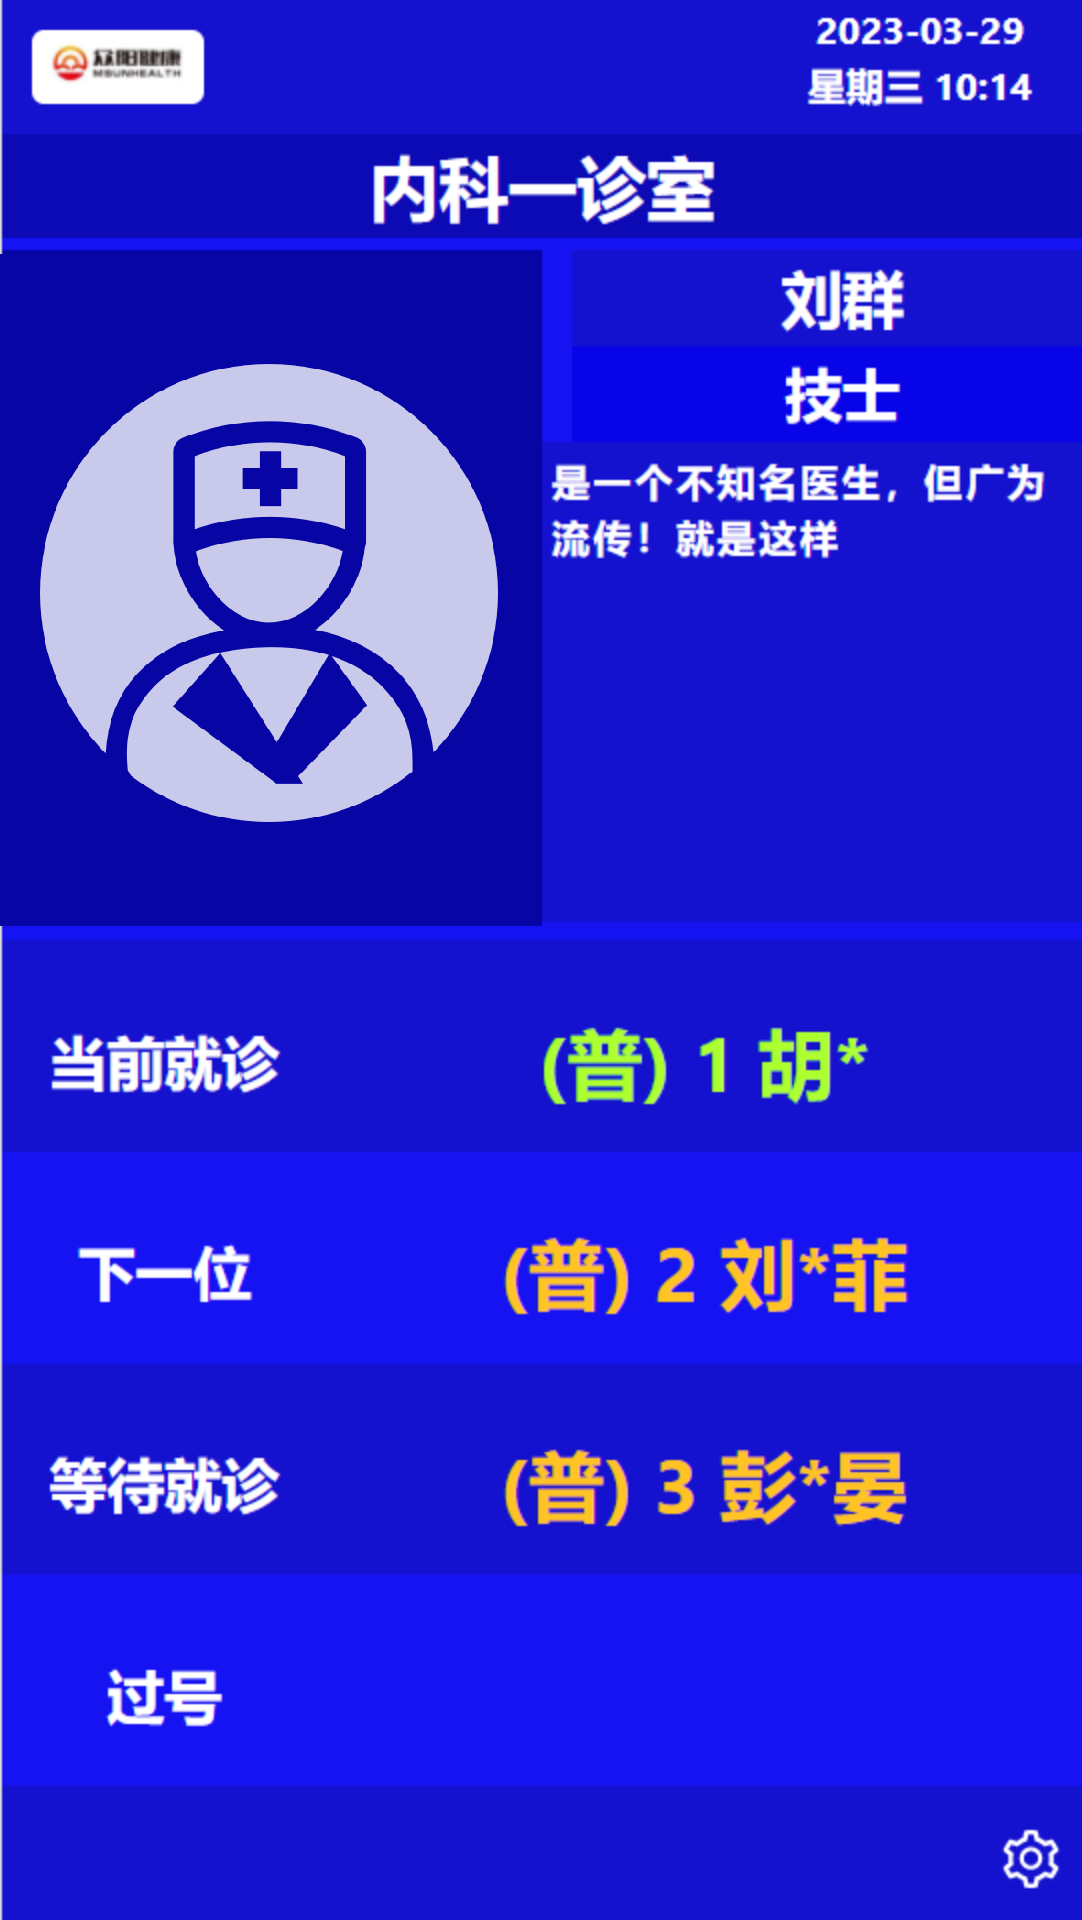 众阳健康
MSUNHEALTH
2023-03-29
星期三 10:14
内科一诊室
刘群
技士
是一个不知名医生，但广为
流传！就是这样
当前就诊 (普) 1 胡*
下一位 (普) 2 刘*菲
等待就诊 (普) 3 彭*晏
过号